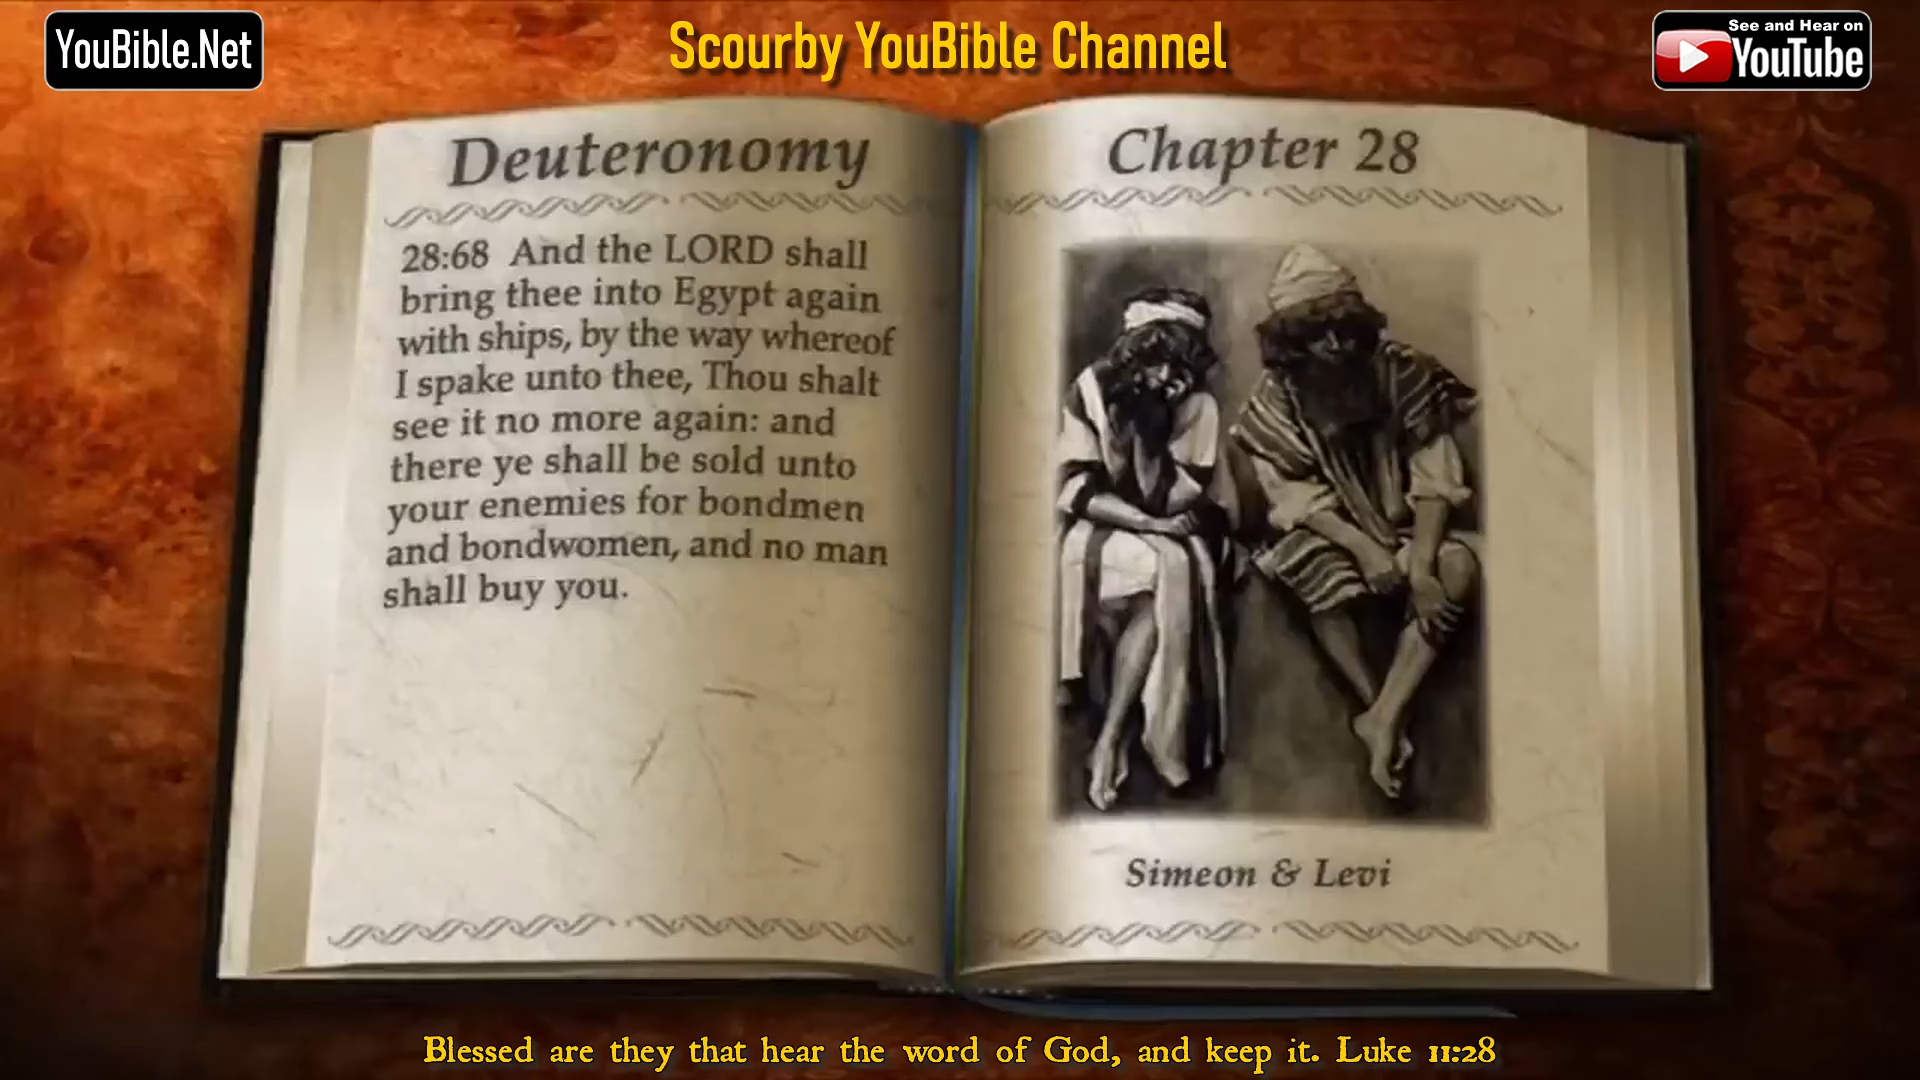 YouBible.Net
Scourby YouBible Channel
See and Hear on
YouTube
Deuteronomy
28:68 And the LORD shall
bring thee into Egypt again
with ships, by the way whereof
I spake unto thee, Thou shalt
see it no more again: and
there ye shall be sold unto
your enemies for bondmen
and bondwomen, and no man
shall buy you.
Chapter 28
Simeon & Levi
Blessed are they that hear the word of God, and keep it. Luke 11:28